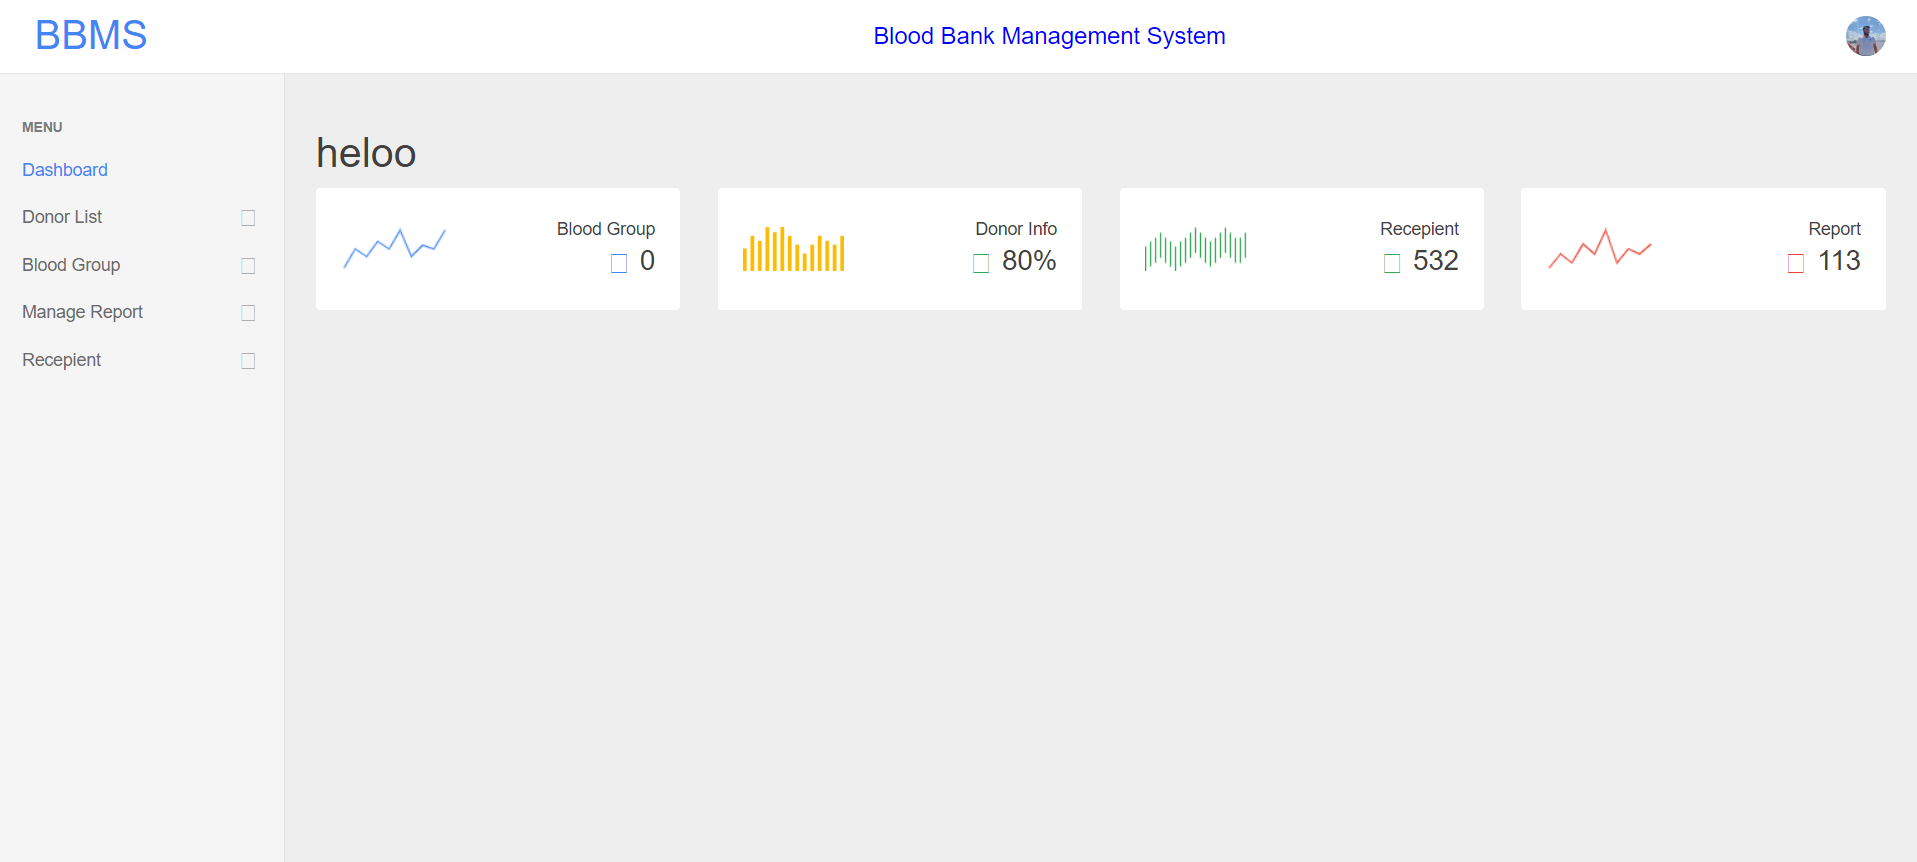 BBMS
Blood Bank Management System
MENU
Dashboard
Donor List
Blood Group
Manage Report
Recepient
heloo
Blood Group
0
Donor Info
80%
Recepient
532
Report
113